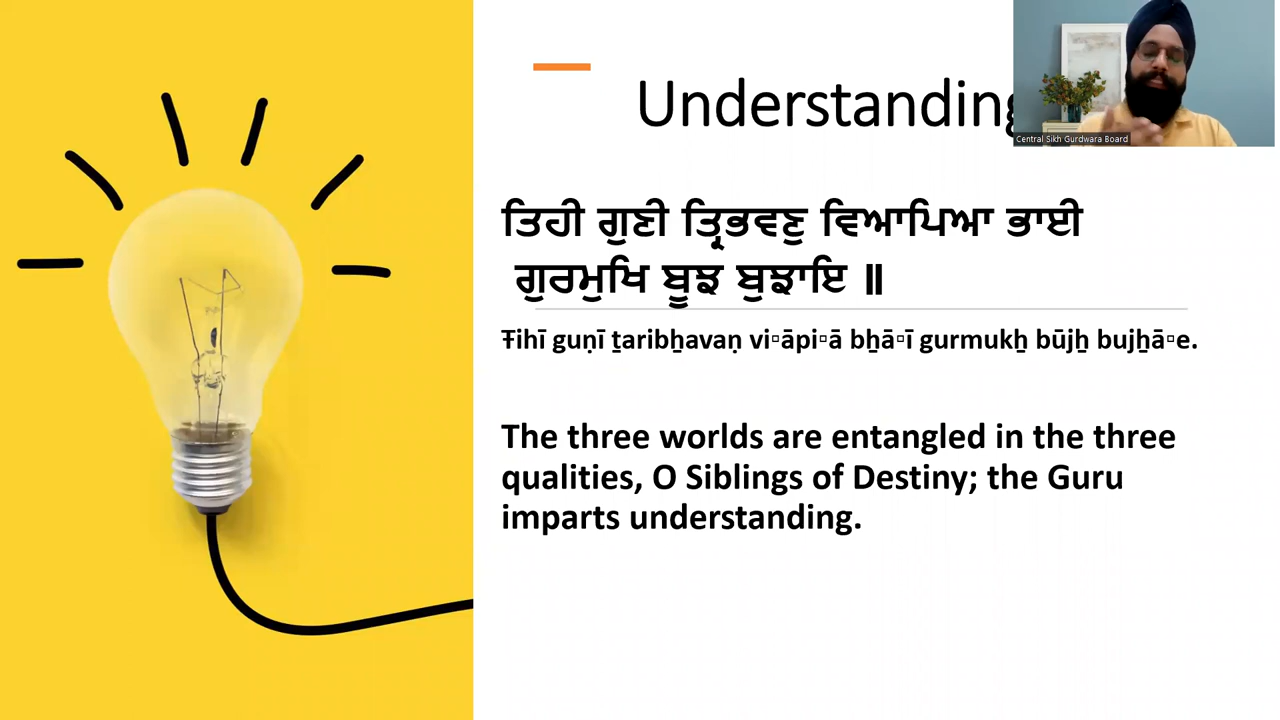 Understanding
Central Sikh Gurdwara Board
ਤਿਹੀ ਗੁਣੀ ਤ੍ਰਿਭਵਣੁ ਵਿਆਪਿਆ ਭਾਈ
ਗੁਰਮੁਖਿ ਬੂਝ ਬੁਝਾਇ ॥
Ŧihī guṇī ṯaribẖavaṇ vi▫āpi▫ā bẖā▫ī gurmukẖ būjẖ bujẖā▫e.
The three worlds are entangled in the three
qualities, O Siblings of Destiny; the Guru
imparts understanding.